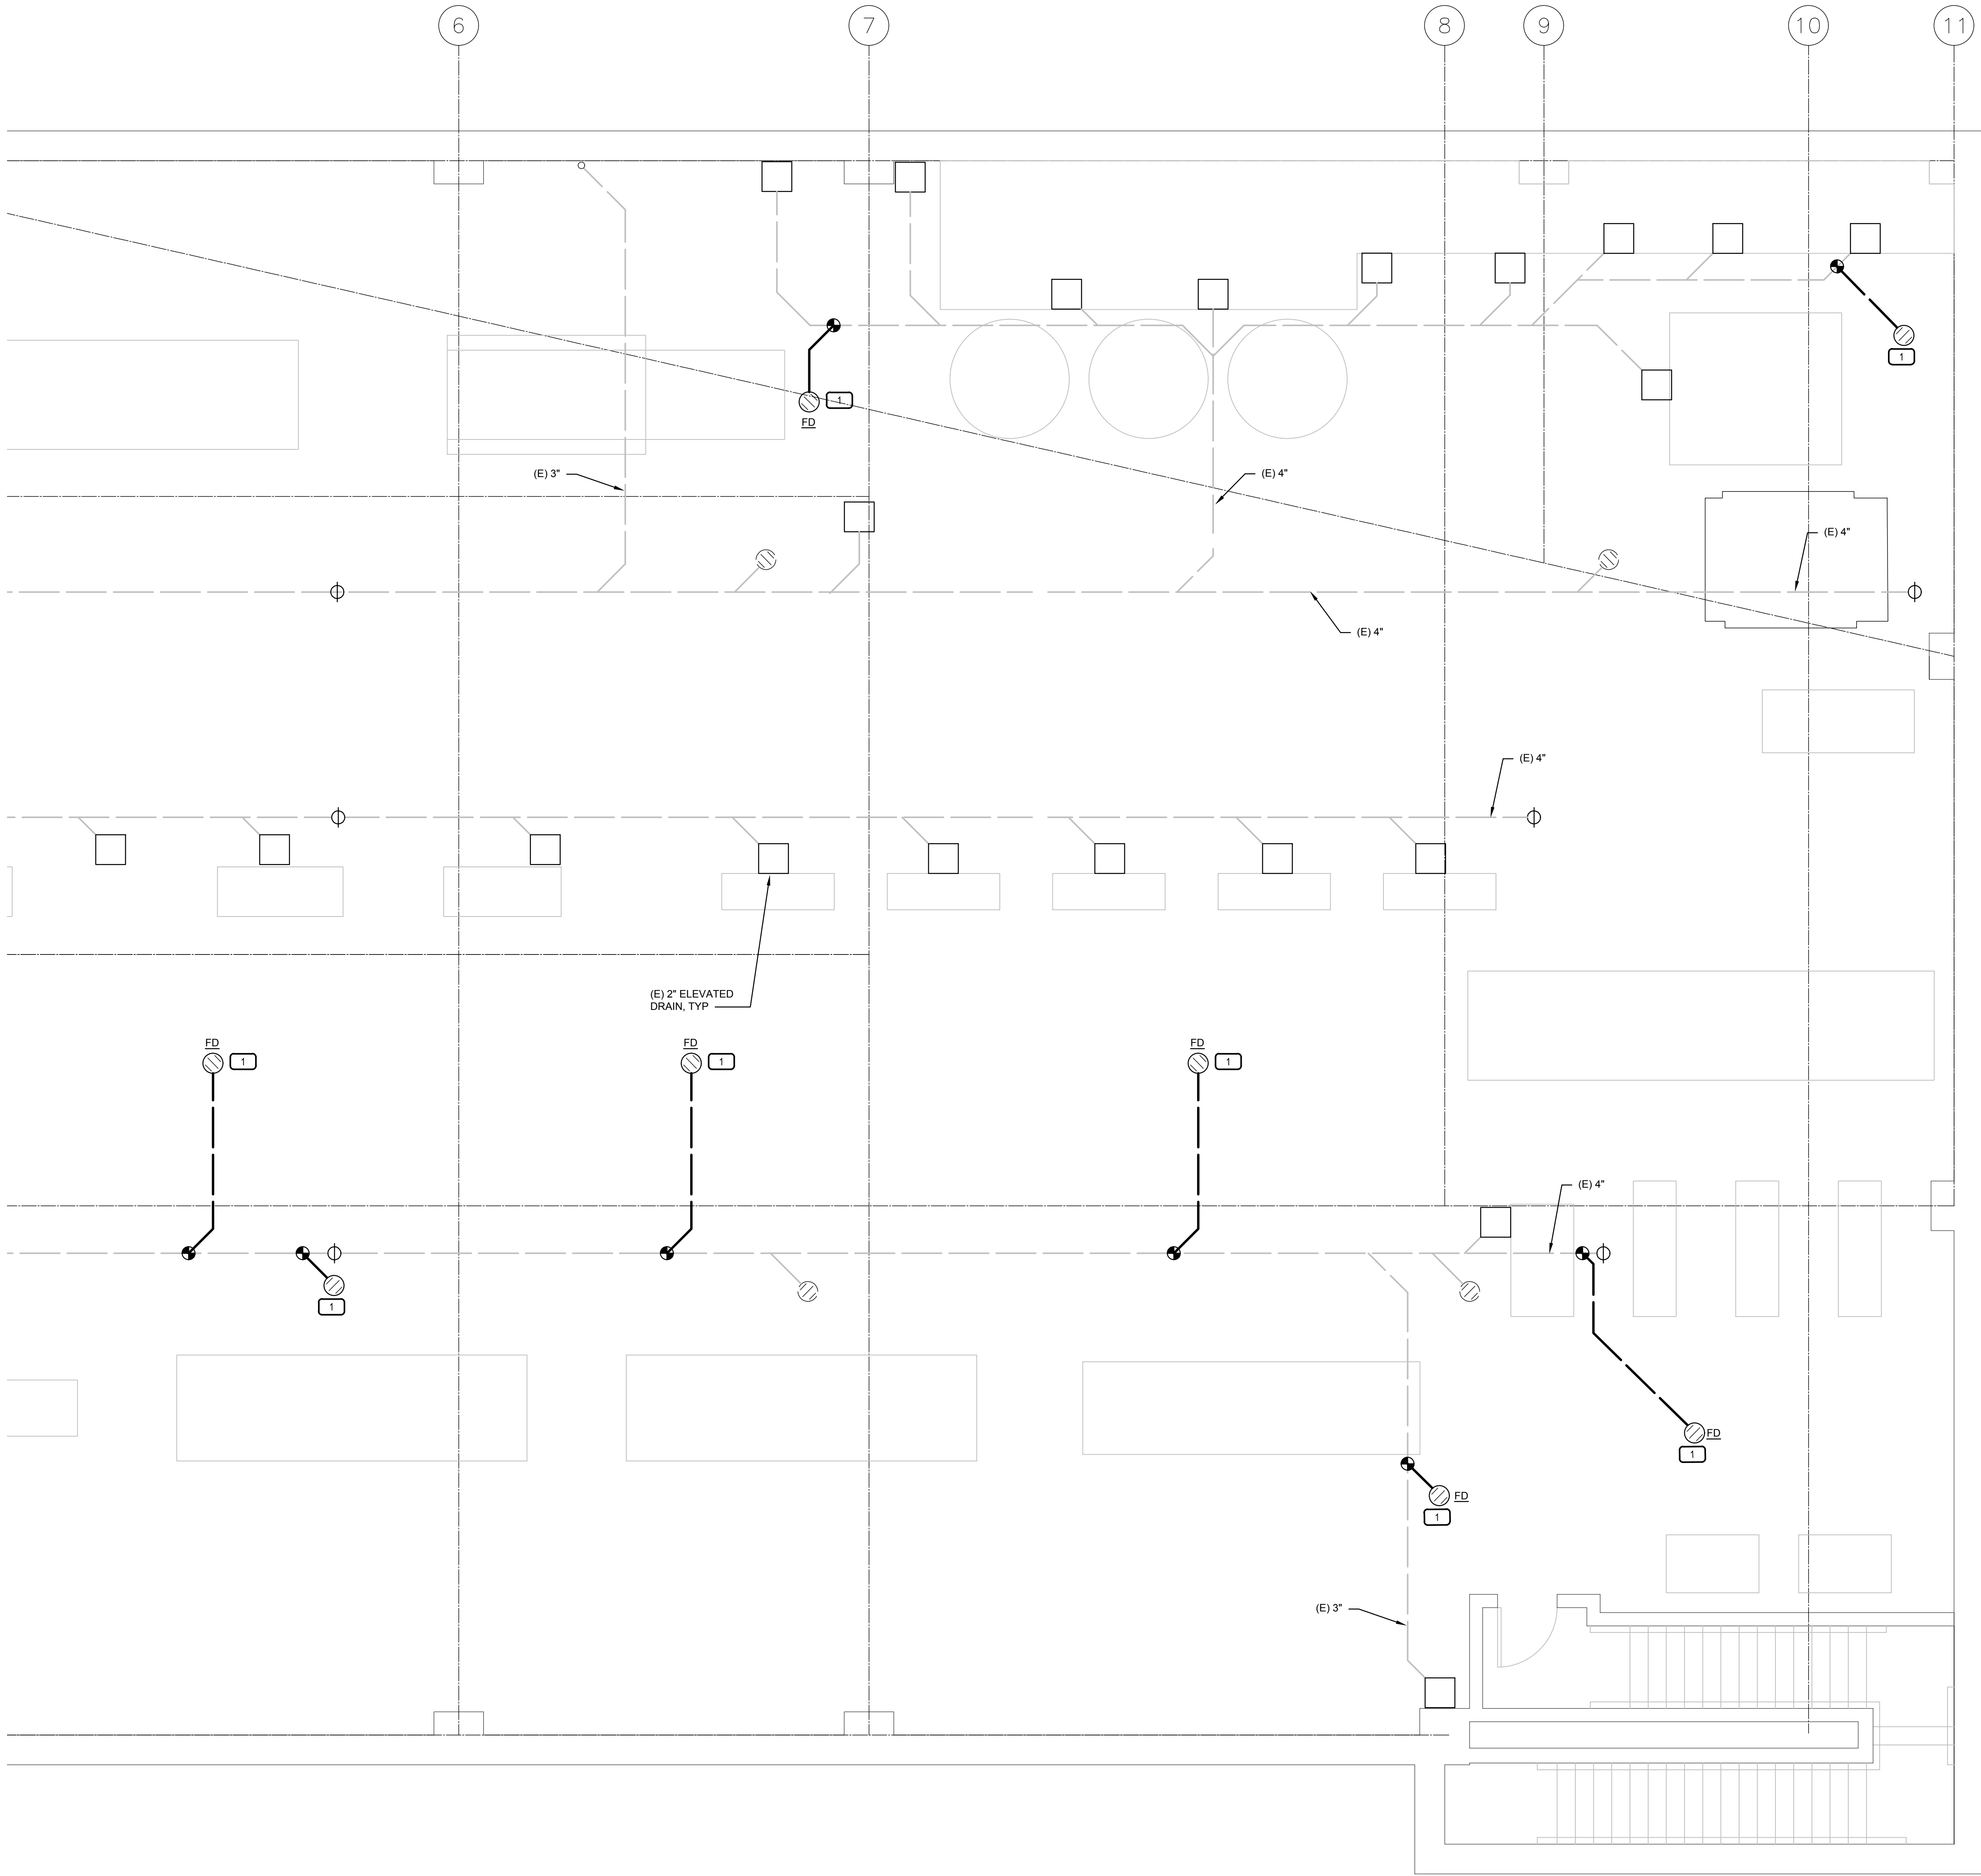 6
7
8
9
10
11
1
1
FD
(E) 3"
(E) 4"
(E) 4"
(E) 4"
(E) 4"
(E) 2" ELEVATED
DRAIN, TYP
FD
1
FD
1
FD
1
(E) 4"
1
FD
1
FD
1
(E) 3"